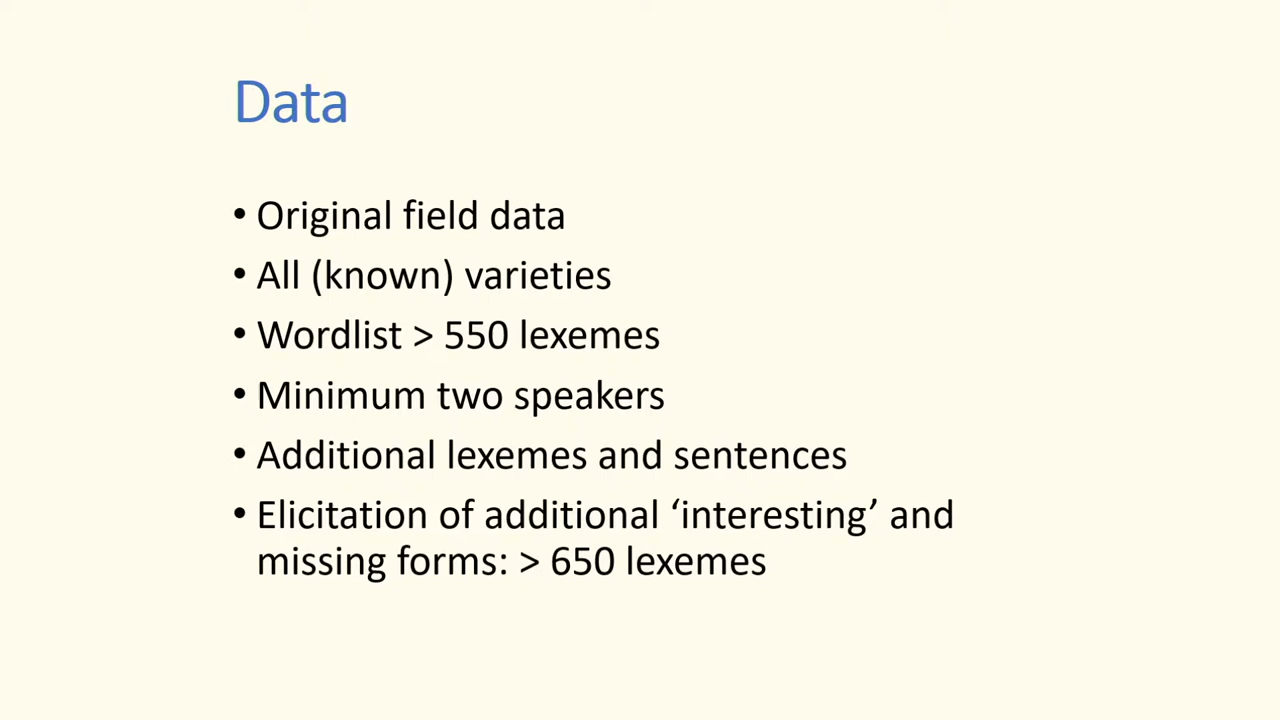 Data
• Original field data
• All (known) varieties
• Wordlist > 550 lexemes
• Minimum two speakers
• Additional lexemes and sentences
• Elicitation of additional ‘interesting’ and
missing forms: > 650 lexemes